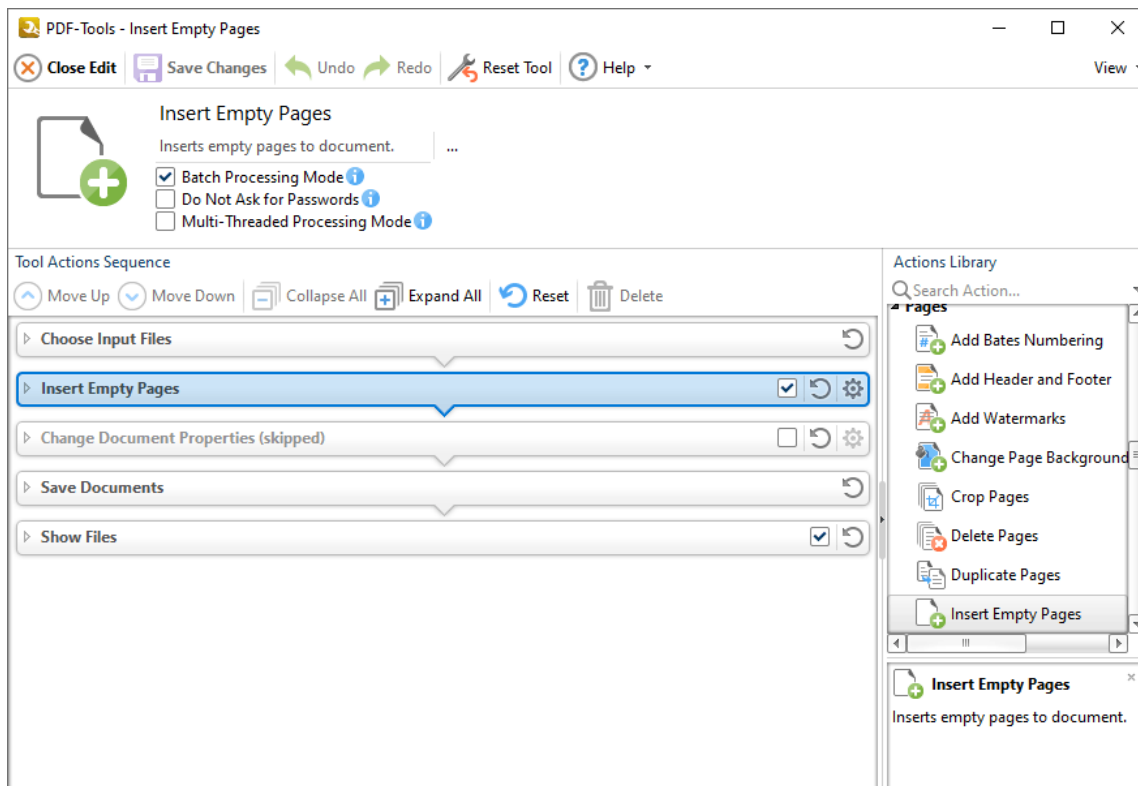 PDF-Tools - Insert Empty Pages
Close Edit Save Changes Undo Redo Reset Tool Help View
Insert Empty Pages
Inserts empty pages to document. ...
Batch Processing Mode
Do Not Ask for Passwords
Multi-Threaded Processing Mode
Tool Actions Sequence
Move Up Move Down Collapse All Expand All Reset Delete
Choose Input Files
Insert Empty Pages
Change Document Properties (skipped)
Save Documents
Show Files
Actions Library
Search Action...
Pages
Add Bates Numbering
Add Header and Footer
Add Watermarks
Change Page Background
Crop Pages
Delete Pages
Duplicate Pages
Insert Empty Pages
Insert Empty Pages
Inserts empty pages to document.